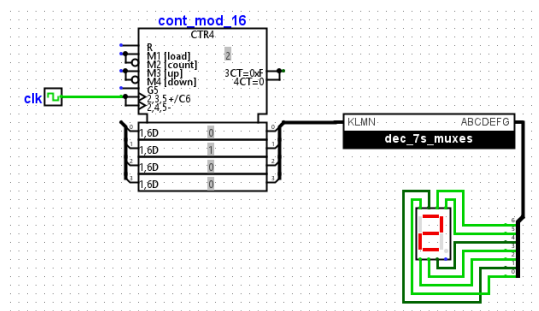 cont_mod_16
CTR4
R
M1 [load]
M2 [count]
M3 [up]
M4 [down]
G5
2,3,5+/C6
2,4,5-
2
3CT=0xF
4CT=0
clk
1,6D 0
1,6D 1
1,6D 0
1,6D 0
KLMN ABCDEFG
dec_7s_muxes
2